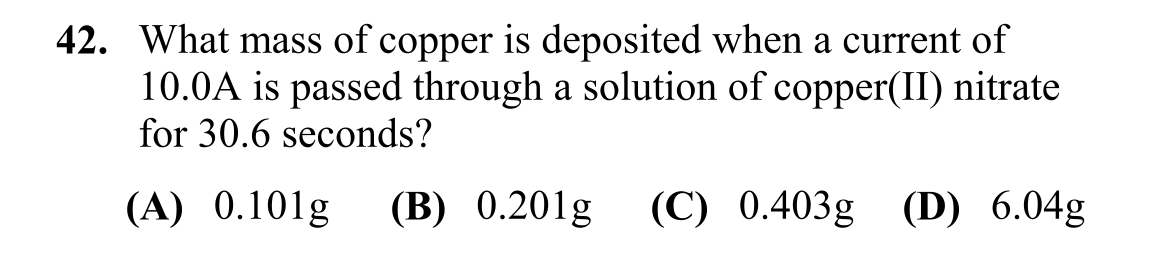 42. What mass of copper is deposited when a current of
10.0A is passed through a solution of copper(II) nitrate
for 30.6 seconds?
(A) 0.101g (B) 0.201g (C) 0.403g (D) 6.04g